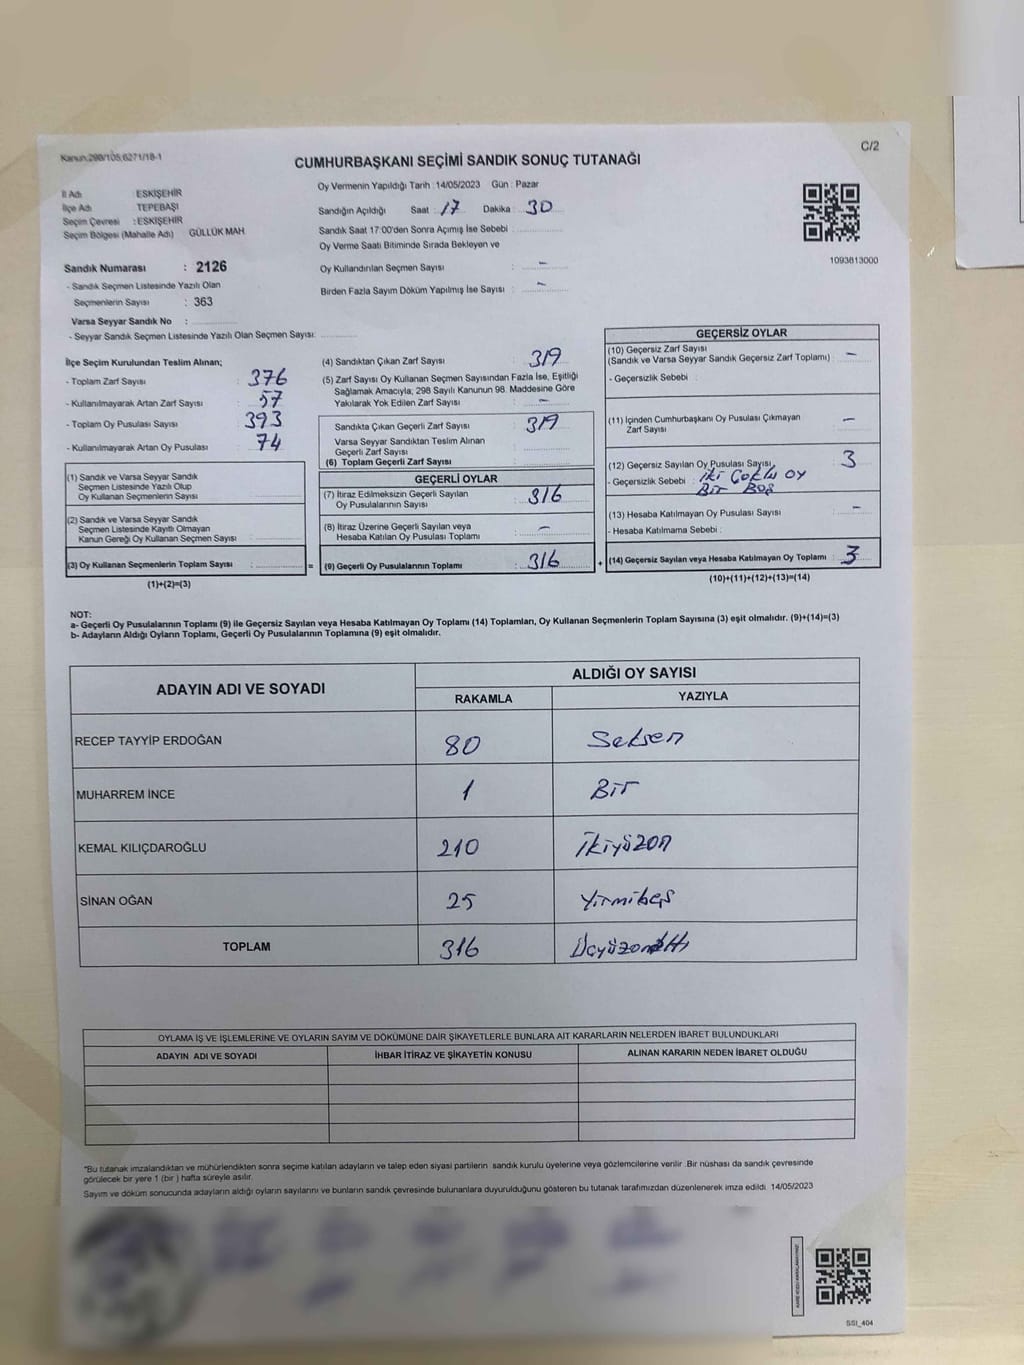 Kanun:298/105;6271/18-1
C/2
CUMHURBAŞKANI SEÇİMİ SANDIK SONUÇ TUTANAĞI
İl Adı : ESKİŞEHİR
İlçe Adı TEPEBAŞI
Seçim Çevresi : ESKİŞEHİR
Seçim Bölgesi (Mahalle Adı) GÜLLÜK MAH.
Oy Vermenin Yapıldığı Tarih : 14/05/2023 Gün : Pazar
Sandığın Açıldığı Saat : 17 Dakika : 30
Sandık Saat 17:00'den Sonra Açımış İse Sebebi
Oy Verme Saati Bitiminde Sırada Bekleyen ve
Oy Kullandırılan Seçmen Sayısı : -
Birden Fazla Sayım Döküm Yapılmış İse Sayısı : -
1093813000
Sandık Numarası : 2126
- Sandık Seçmen Listesinde Yazılı Olan
Seçmenlerin Sayısı : 363
Varsa Seyyar Sandık No :
- Seyyar Sandık Seçmen Listesinde Yazılı Olan Seçmen Sayısı:
İlçe Seçim Kurulundan Teslim Alınan;
- Toplam Zarf Sayısı : 376
- Kullanılmayarak Artan Zarf Sayısı : 57
- Toplam Oy Pusulası Sayısı : 393
- Kullanılmayarak Artan Oy Pusulası : 74
(1) Sandık ve Varsa Seyyar Sandık
Seçmen Listesinde Yazılı Olup
Oy Kullanan Seçmenlerin Sayısı :
(2) Sandık ve Varsa Seyyar Sandık
Seçmen Listesinde Kayıtlı Olmayan
Kanun Gereği Oy Kullanan Seçmen Sayısı :
(3) Oy Kullanan Seçmenlerin Toplam Sayısı :
(1)+(2)=(3)
(4) Sandıktan Çıkan Zarf Sayısı : 319
(5) Zarf Sayısı Oy Kullanan Seçmen Sayısından Fazla İse, Eşitliği
Sağlamak Amacıyla; 298 Sayılı Kanunun 98. Maddesine Göre
Yakılarak Yok Edilen Zarf Sayısı : -
Sandıkta Çıkan Geçerli Zarf Sayısı : 319
Varsa Seyyar Sandıktan Teslim Alınan
Geçerli Zarf Sayısı :
(6) Toplam Geçerli Zarf Sayısı :
GEÇERLİ OYLAR
(7) İtiraz Edilmeksizin Geçerli Sayılan
Oy Pusulalarının Sayısı : 316
(8) İtiraz Üzerine Geçerli Sayılan veya
Hesaba Katılan Oy Pusulası Toplamı : -
= (9) Geçerli Oy Pusulalarının Toplamı : 316
GEÇERSİZ OYLAR
(10) Geçersiz Zarf Sayısı
(Sandık ve Varsa Seyyar Sandık Geçersiz Zarf Toplamı) : -
- Geçersizlik Sebebi :
(11) İçinden Cumhurbaşkanı Oy Pusulası Çıkmayan
Zarf Sayısı : -
(12) Geçersiz Sayılan Oy Pusulası Sayısı 3
- Geçersizlik Sebebi : iki Çoklu oy
Bir Boş
(13) Hesaba Katılmayan Oy Pusulası Sayısı : -
- Hesaba Katılmama Sebebi :
+ (14) Geçersiz Sayılan veya Hesaba Katılmayan Oy Toplamı : 3
(10)+(11)+(12)+(13)=(14)
NOT:
a- Geçerli Oy Pusulalarının Toplamı (9) ile Geçersiz Sayılan veya Hesaba Katılmayan Oy Toplamı (14) Toplamları, Oy Kullanan Seçmenlerin Toplam Sayısına (3) eşit olmalıdır. (9)+(14)=(3)
b- Adayların Aldığı Oyların Toplamı, Geçerli Oy Pusulalarının Toplamına (9) eşit olmalıdır.
ADAYIN ADI VE SOYADI
ALDIĞI OY SAYISI
RAKAMLA YAZIYLA
RECEP TAYYİP ERDOĞAN 80 Seksen
MUHARREM İNCE 1 Bir
KEMAL KILIÇDAROĞLU 210 İkiyüzon
SİNAN OĞAN 25 Yirmibeş
TOPLAM 316 Üçyüzonaltı
OYLAMA İŞ VE İŞLEMLERİNE VE OYLARIN SAYIM VE DÖKÜMÜNE DAİR ŞİKAYETLERLE BUNLARA AİT KARARLARIN NELERDEN İBARET BULUNDUKLARI
ADAYIN ADI VE SOYADI İHBAR İTİRAZ VE ŞİKAYETİN KONUSU ALINAN KARARIN NEDEN İBARET OLDUĞU
*Bu tutanak imzalandıktan ve mühürlendikten sonra seçime katılan adayların ve talep eden siyasi partilerin sandık kurulu üyelerine veya gözlemcilerine verilir. Bir nüshası da sandık çevresinde
görülecek bir yere 1 (bir ) hafta süreyle asılır.
Sayım ve döküm sonucunda adayların aldığı oyların sayılarını ve bunların sandık çevresinde bulunanlara duyurulduğunu gösteren bu tutanak tarafımızdan düzenlenerek imza edildi. 14/05/2023
SSI_404